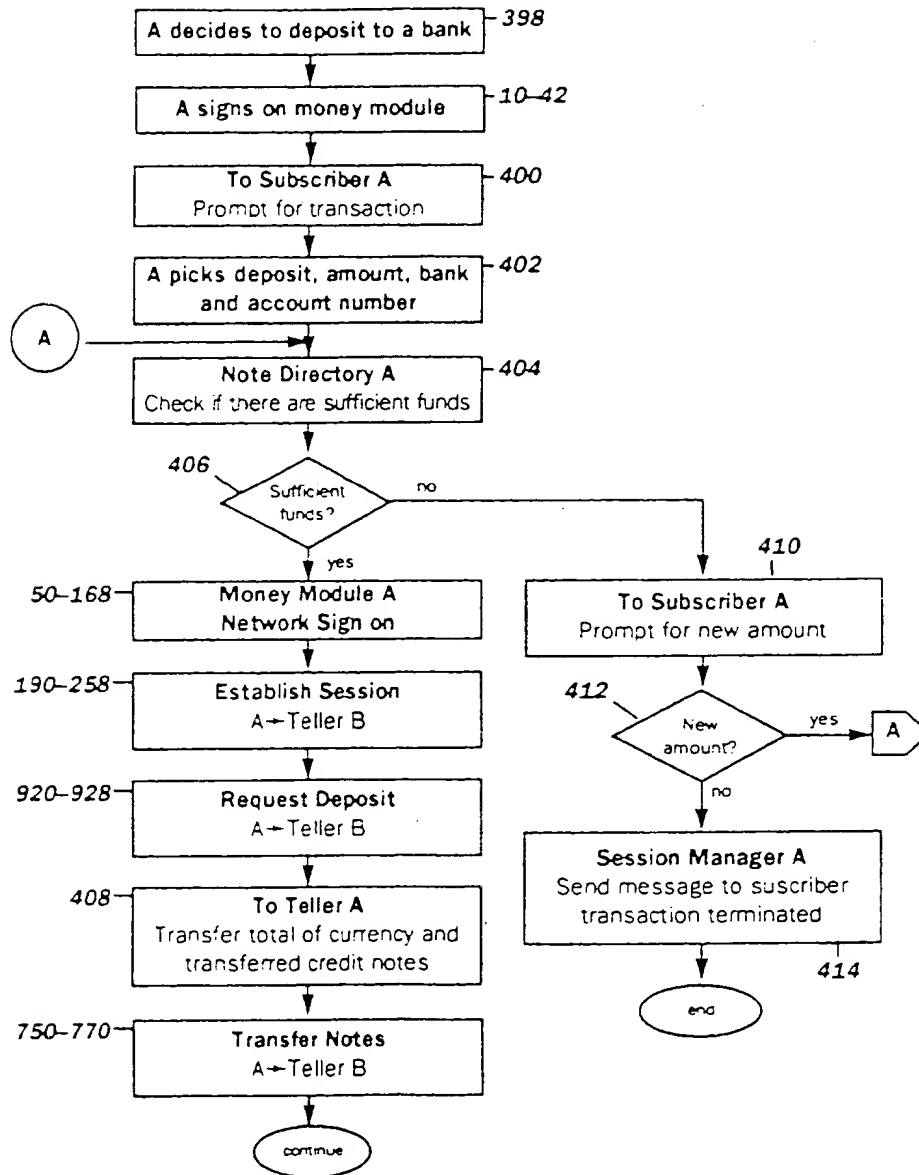 A decides to deposit to a bank
398
A signs on money module
10–42
To Subscriber A
Prompt for transaction
400
A picks deposit, amount, bank
and account number
402
A
Note Directory A
Check if there are sufficient funds
404
406
Sufficient
funds?
no
yes
50–168
Money Module A
Network Sign on
410
To Subscriber A
Prompt for new amount
190–258
Establish Session
A→Teller B
412
New
amount?
yes
A
no
920–928
Request Deposit
A→Teller B
Session Manager A
Send message to suscriber
transaction terminated
414
408
To Teller A
Transfer total of currency and
transferred credit notes
end
750–770
Transfer Notes
A→Teller B
continue